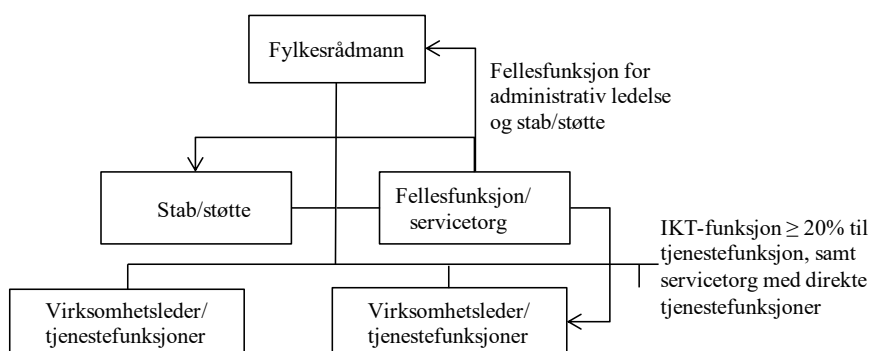 Fylkesrådmann
Fellesfunksjon for
administrativ ledelse
og stab/støtte
Stab/støtte
Fellesfunksjon/
servicetorg
IKT-funksjon ≥ 20% til
tjenestefunksjon, samt
servicetorg med direkte
tjenestefunksjoner
Virksomhetsleder/
tjenestefunksjoner
Virksomhetsleder/
tjenestefunksjoner